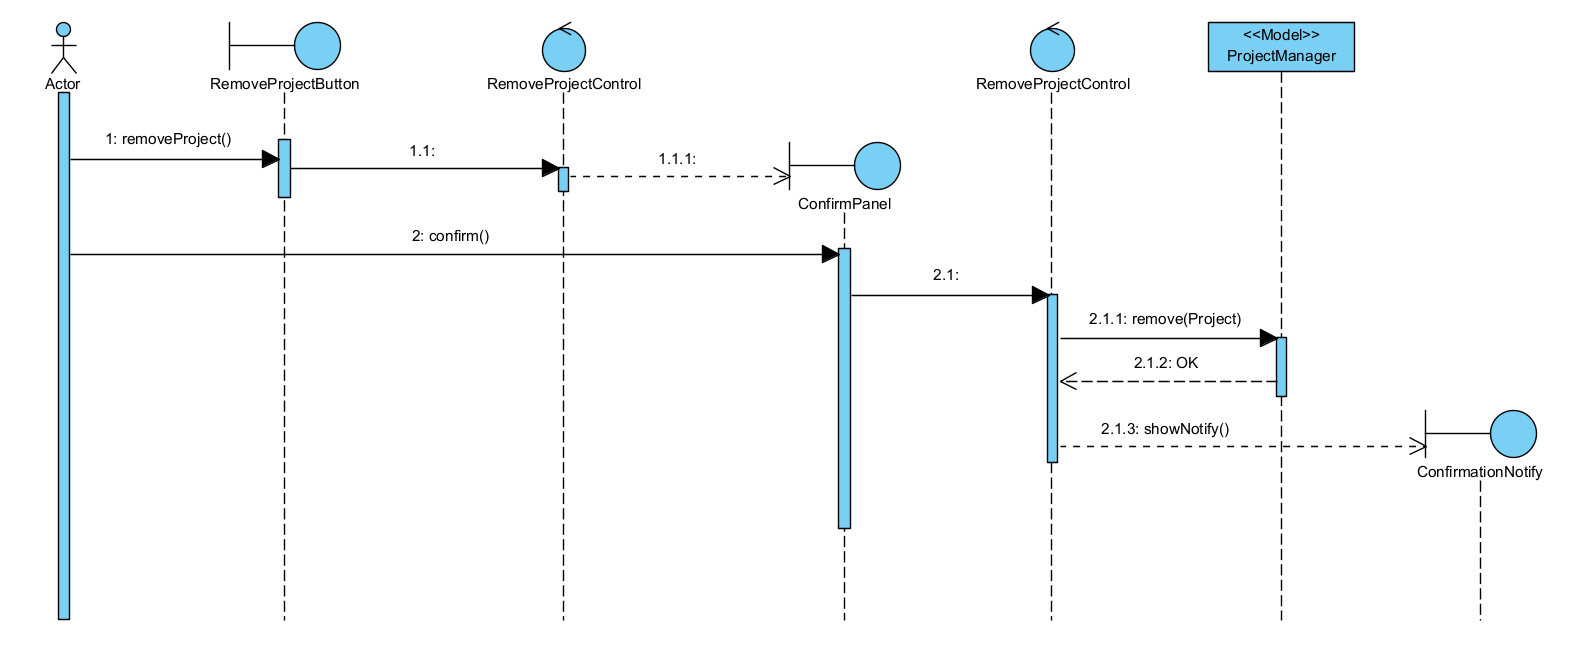 <<Model>>
ProjectManager
Actor
RemoveProjectButton
RemoveProjectControl
RemoveProjectControl
1: removeProject()
1.1:
1.1.1:
ConfirmPanel
2: confirm()
2.1:
2.1.1: remove(Project)
2.1.2: OK
2.1.3: showNotify()
ConfirmationNotify